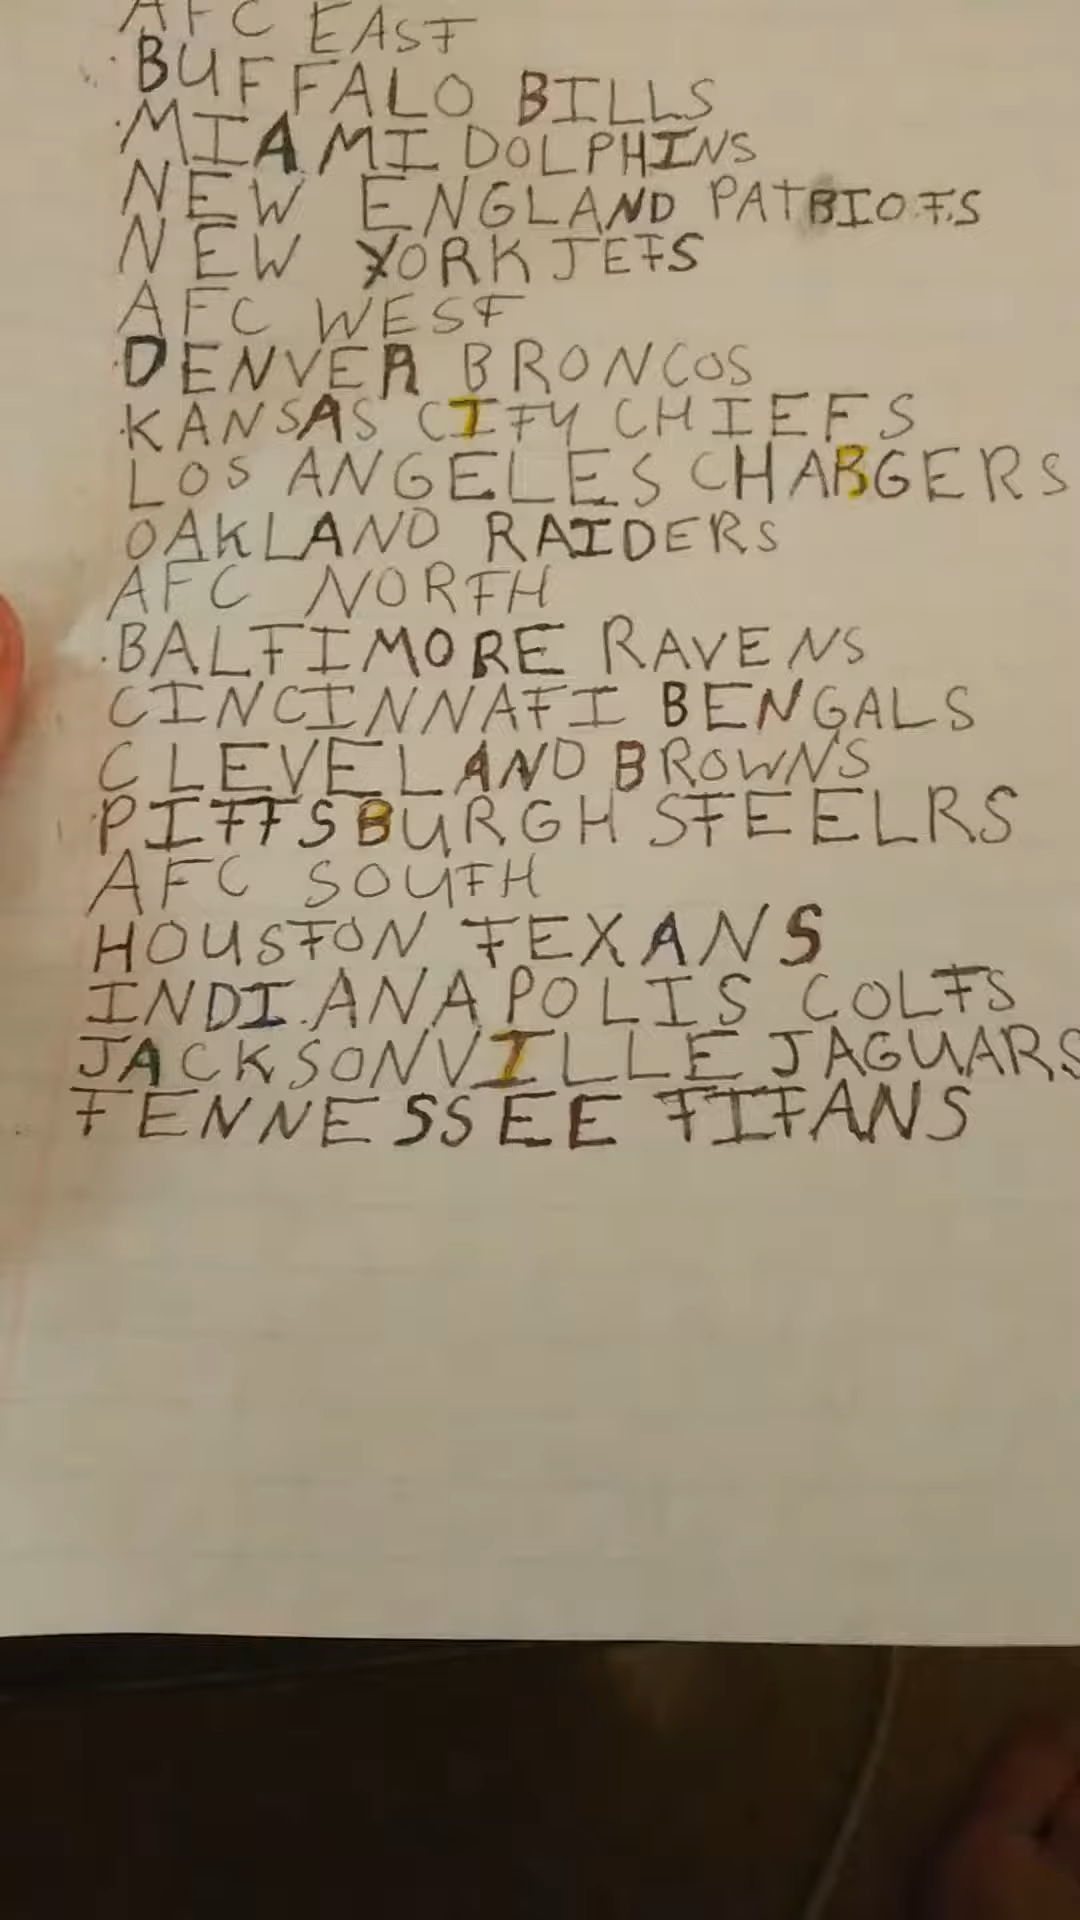 AFC EAST
BUFFALO BILLS
MIAMI DOLPHINS
NEW ENGLAND PATBIOTS
NEW YORK JETS
AFC WEST
DENVER BRONCOS
KANSAS CITY CHIEFS
LOS ANGELES CHABGERS
OAKLAND RAIDERS
AFC NORTH
BALTIMORE RAVENS
CINCINNATI BENGALS
CLEVELAND BROWNS
PITTSBURGH STEELRS
AFC SOUTH
HOUSTON TEXANS
INDIANAPOLIS COLTS
JACKSONVILLE JAGUARS
TENNESSEE TITANS